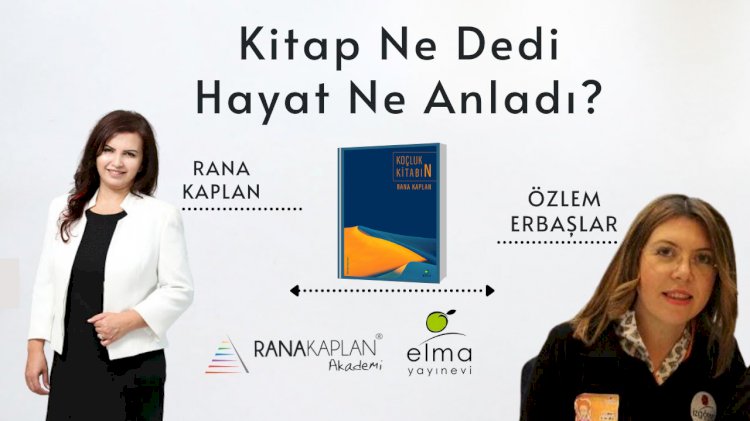 Kitap Ne Dedi
Hayat Ne Anladı?
RANA
KAPLAN
KOÇLUK
KİTABIN
RANA KAPLAN
ÖZLEM
ERBAŞLAR
RANAKAPLAN®
Akademi
elma
yayınevi